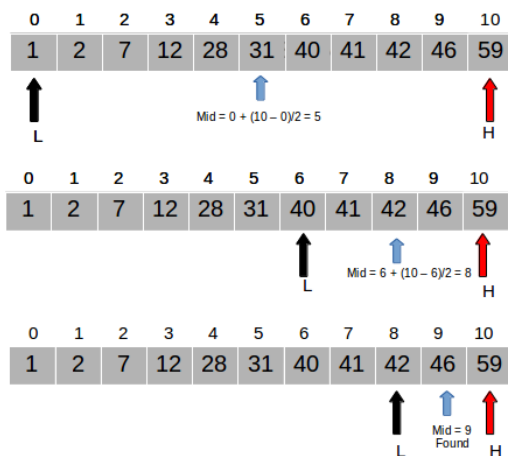 0 1 2 3 4 5 6 7 8 9 10
1 2 7 12 28 31 40 41 42 46 59
Mid = 0 + (10 – 0)/2 = 5
L H
0 1 2 3 4 5 6 7 8 9 10
1 2 7 12 28 31 40 41 42 46 59
Mid = 6 + (10 – 6)/2 = 8
L H
0 1 2 3 4 5 6 7 8 9 10
1 2 7 12 28 31 40 41 42 46 59
Mid = 9
Found
L H